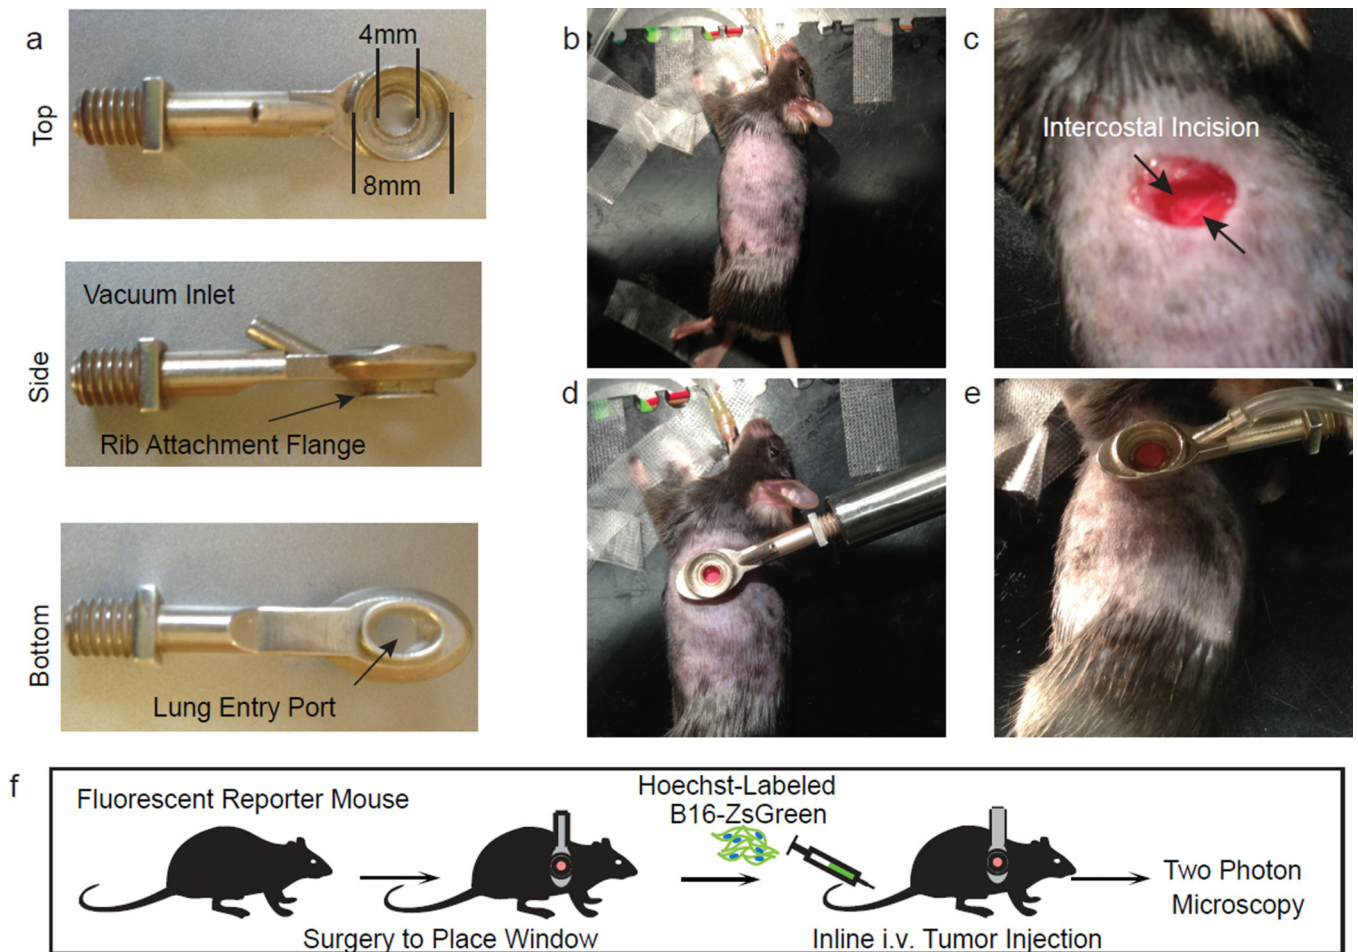 a
Top
4mm
8mm
Side
Vacuum Inlet
Rib Attachment Flange
Bottom
Lung Entry Port
b
c
Intercostal Incision
d
e
f
Fluorescent Reporter Mouse
Surgery to Place Window
Hoechst-Labeled
B16-ZsGreen
Inline i.v. Tumor Injection
Two Photon
Microscopy